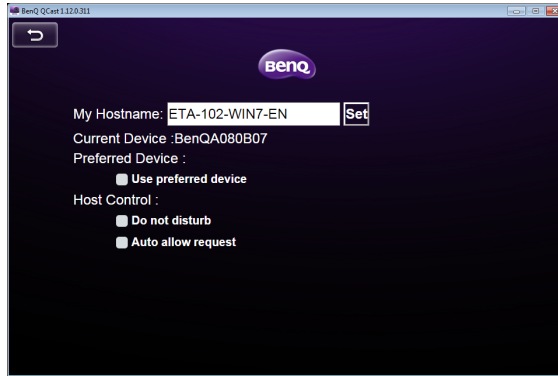 BenQ QCast 1.12.0.311
BenQ
My Hostname: ETA-102-WIN7-EN Set
Current Device :BenQA080B07
Preferred Device :
Use preferred device
Host Control :
Do not disturb
Auto allow request